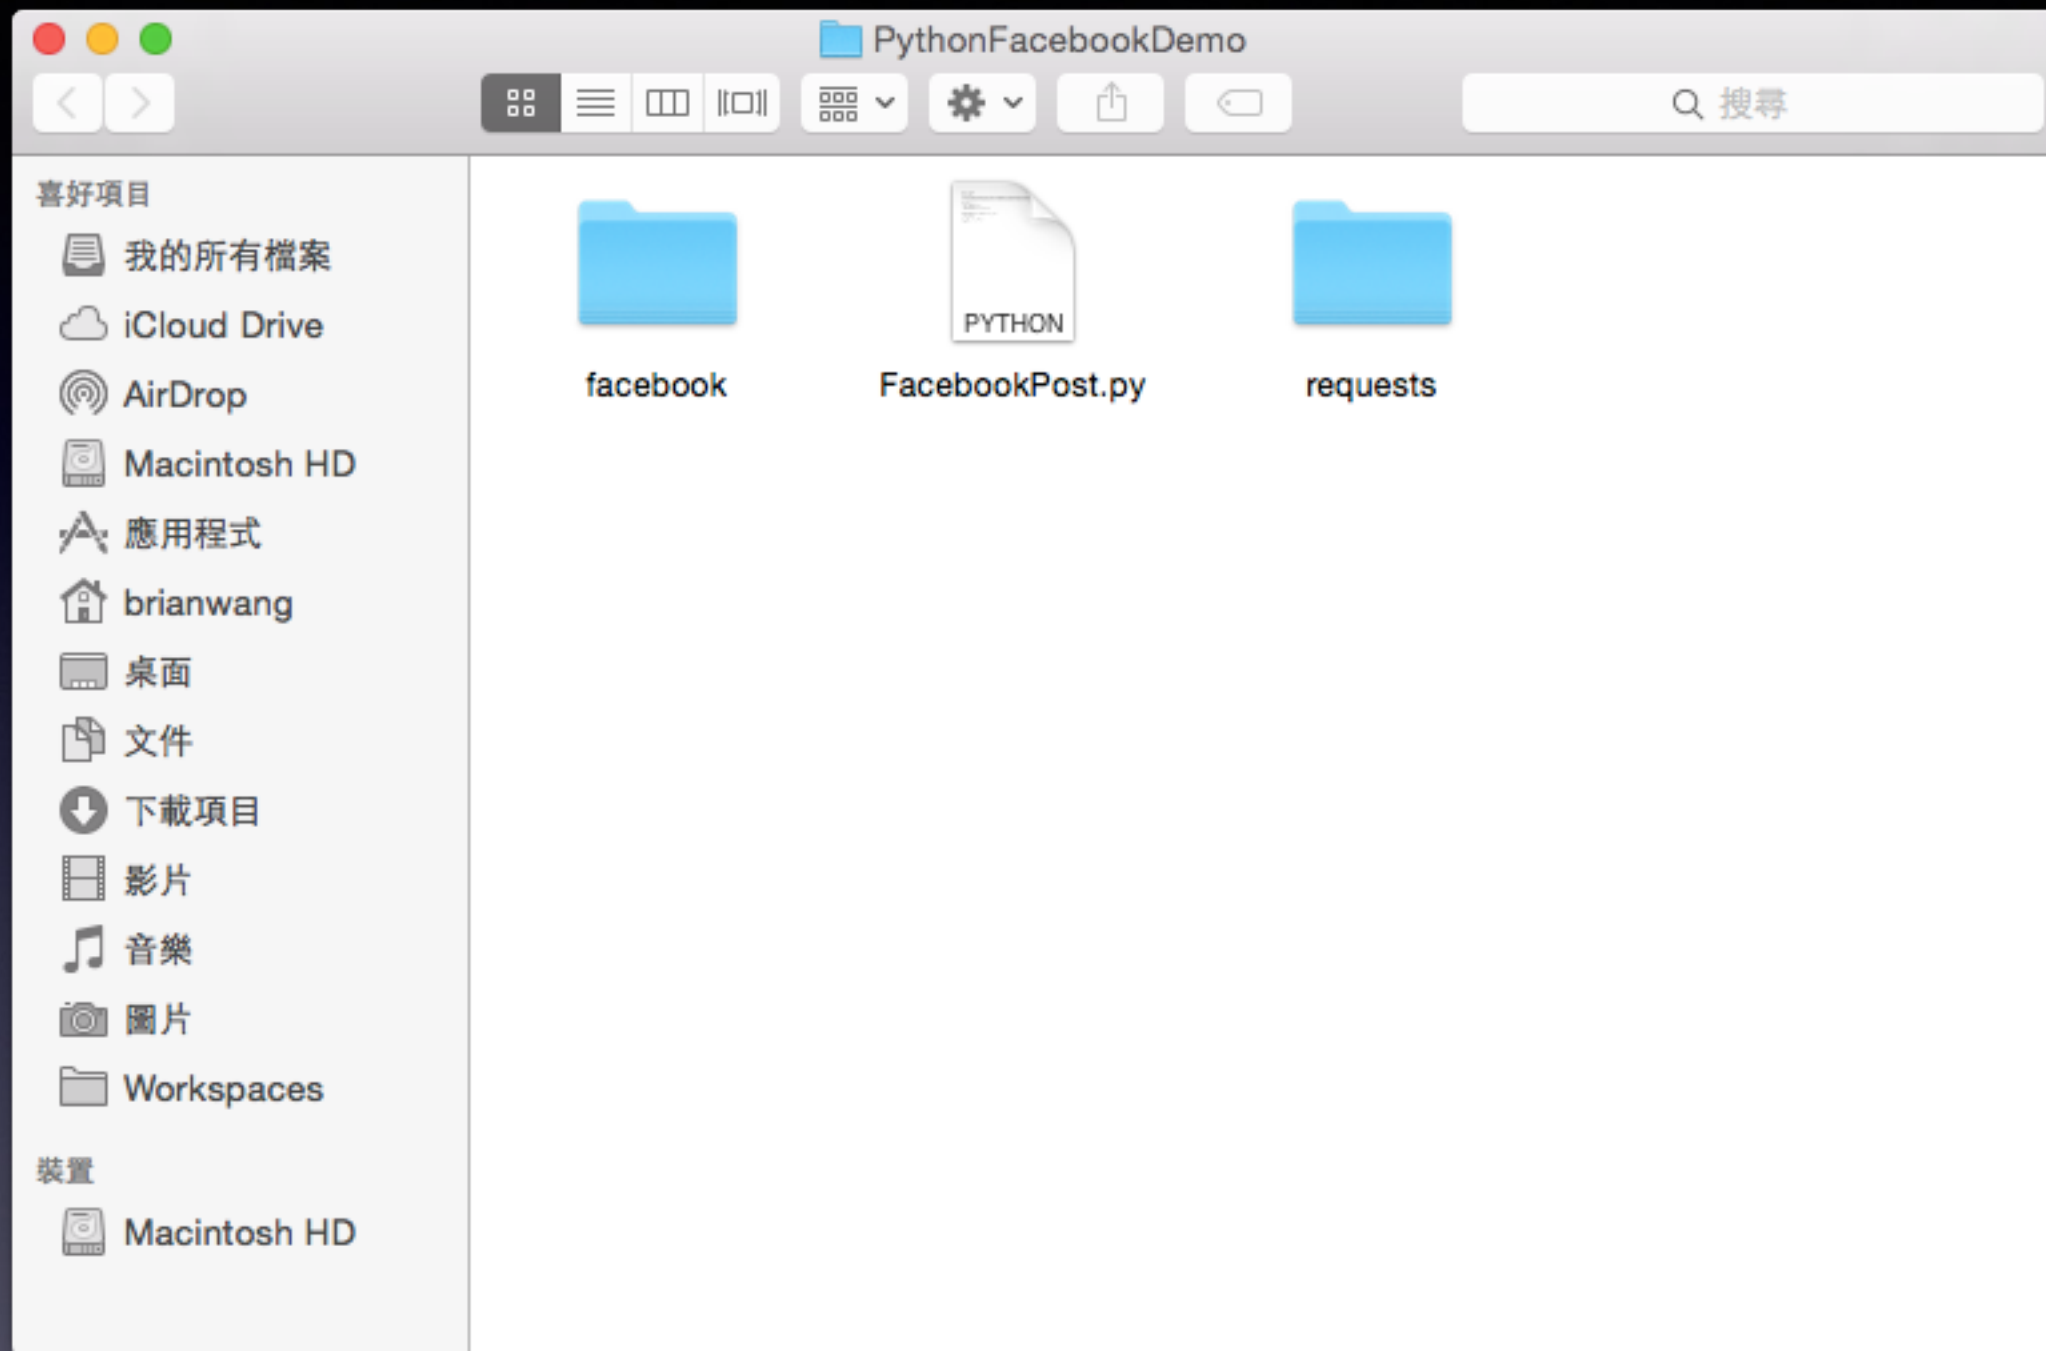 PythonFacebookDemo
搜尋
喜好項目
我的所有檔案
iCloud Drive
AirDrop
Macintosh HD
應用程式
brianwang
桌面
文件
下載項目
影片
音樂
圖片
Workspaces
裝置
Macintosh HD
PYTHON
facebook
FacebookPost.py
requests